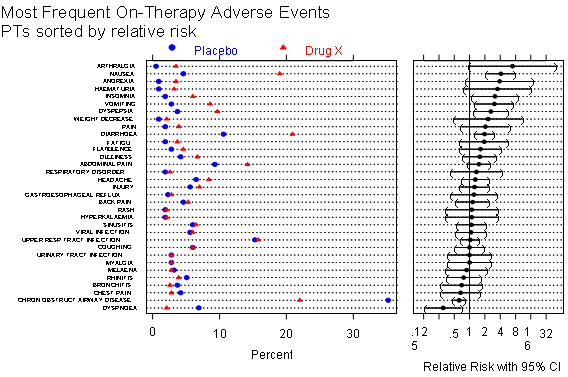 Most Frequent On-Therapy Adverse Events
PTs sorted by relative risk
Placebo Drug X
ARTHRALGIA
NAUSEA
ANOREXIA
HAEMATURIA
INSOMNIA
VOMITING
DYSPEPSIA
WEIGHT DECREASE
PAIN
DIARRHOEA
FATIGU
FLATULENCE
DIZZINESS
ABDOMINAL PAIN
RESPIRATORY DISORDER
HEADACHE
INJURY
GASTROESOPHAGEAL REFLUX
BACK PAIN
RASH
HYPERKALAEMIA
SINUSITIS
VIRAL INFECTION
UPPER RESP TRACT INFECTION
COUGHING
URINARY TRACT INFECTION
MYALGIA
MELAENA
RHINITIS
BRONCHITIS
CHEST PAIN
CHRON OBSTRUCT AIRWAY DISEASE
DYSPNOEA
0 10 20 30
Percent
.12 .5 1 2 4 8 1 32
5 6
Relative Risk with 95% CI